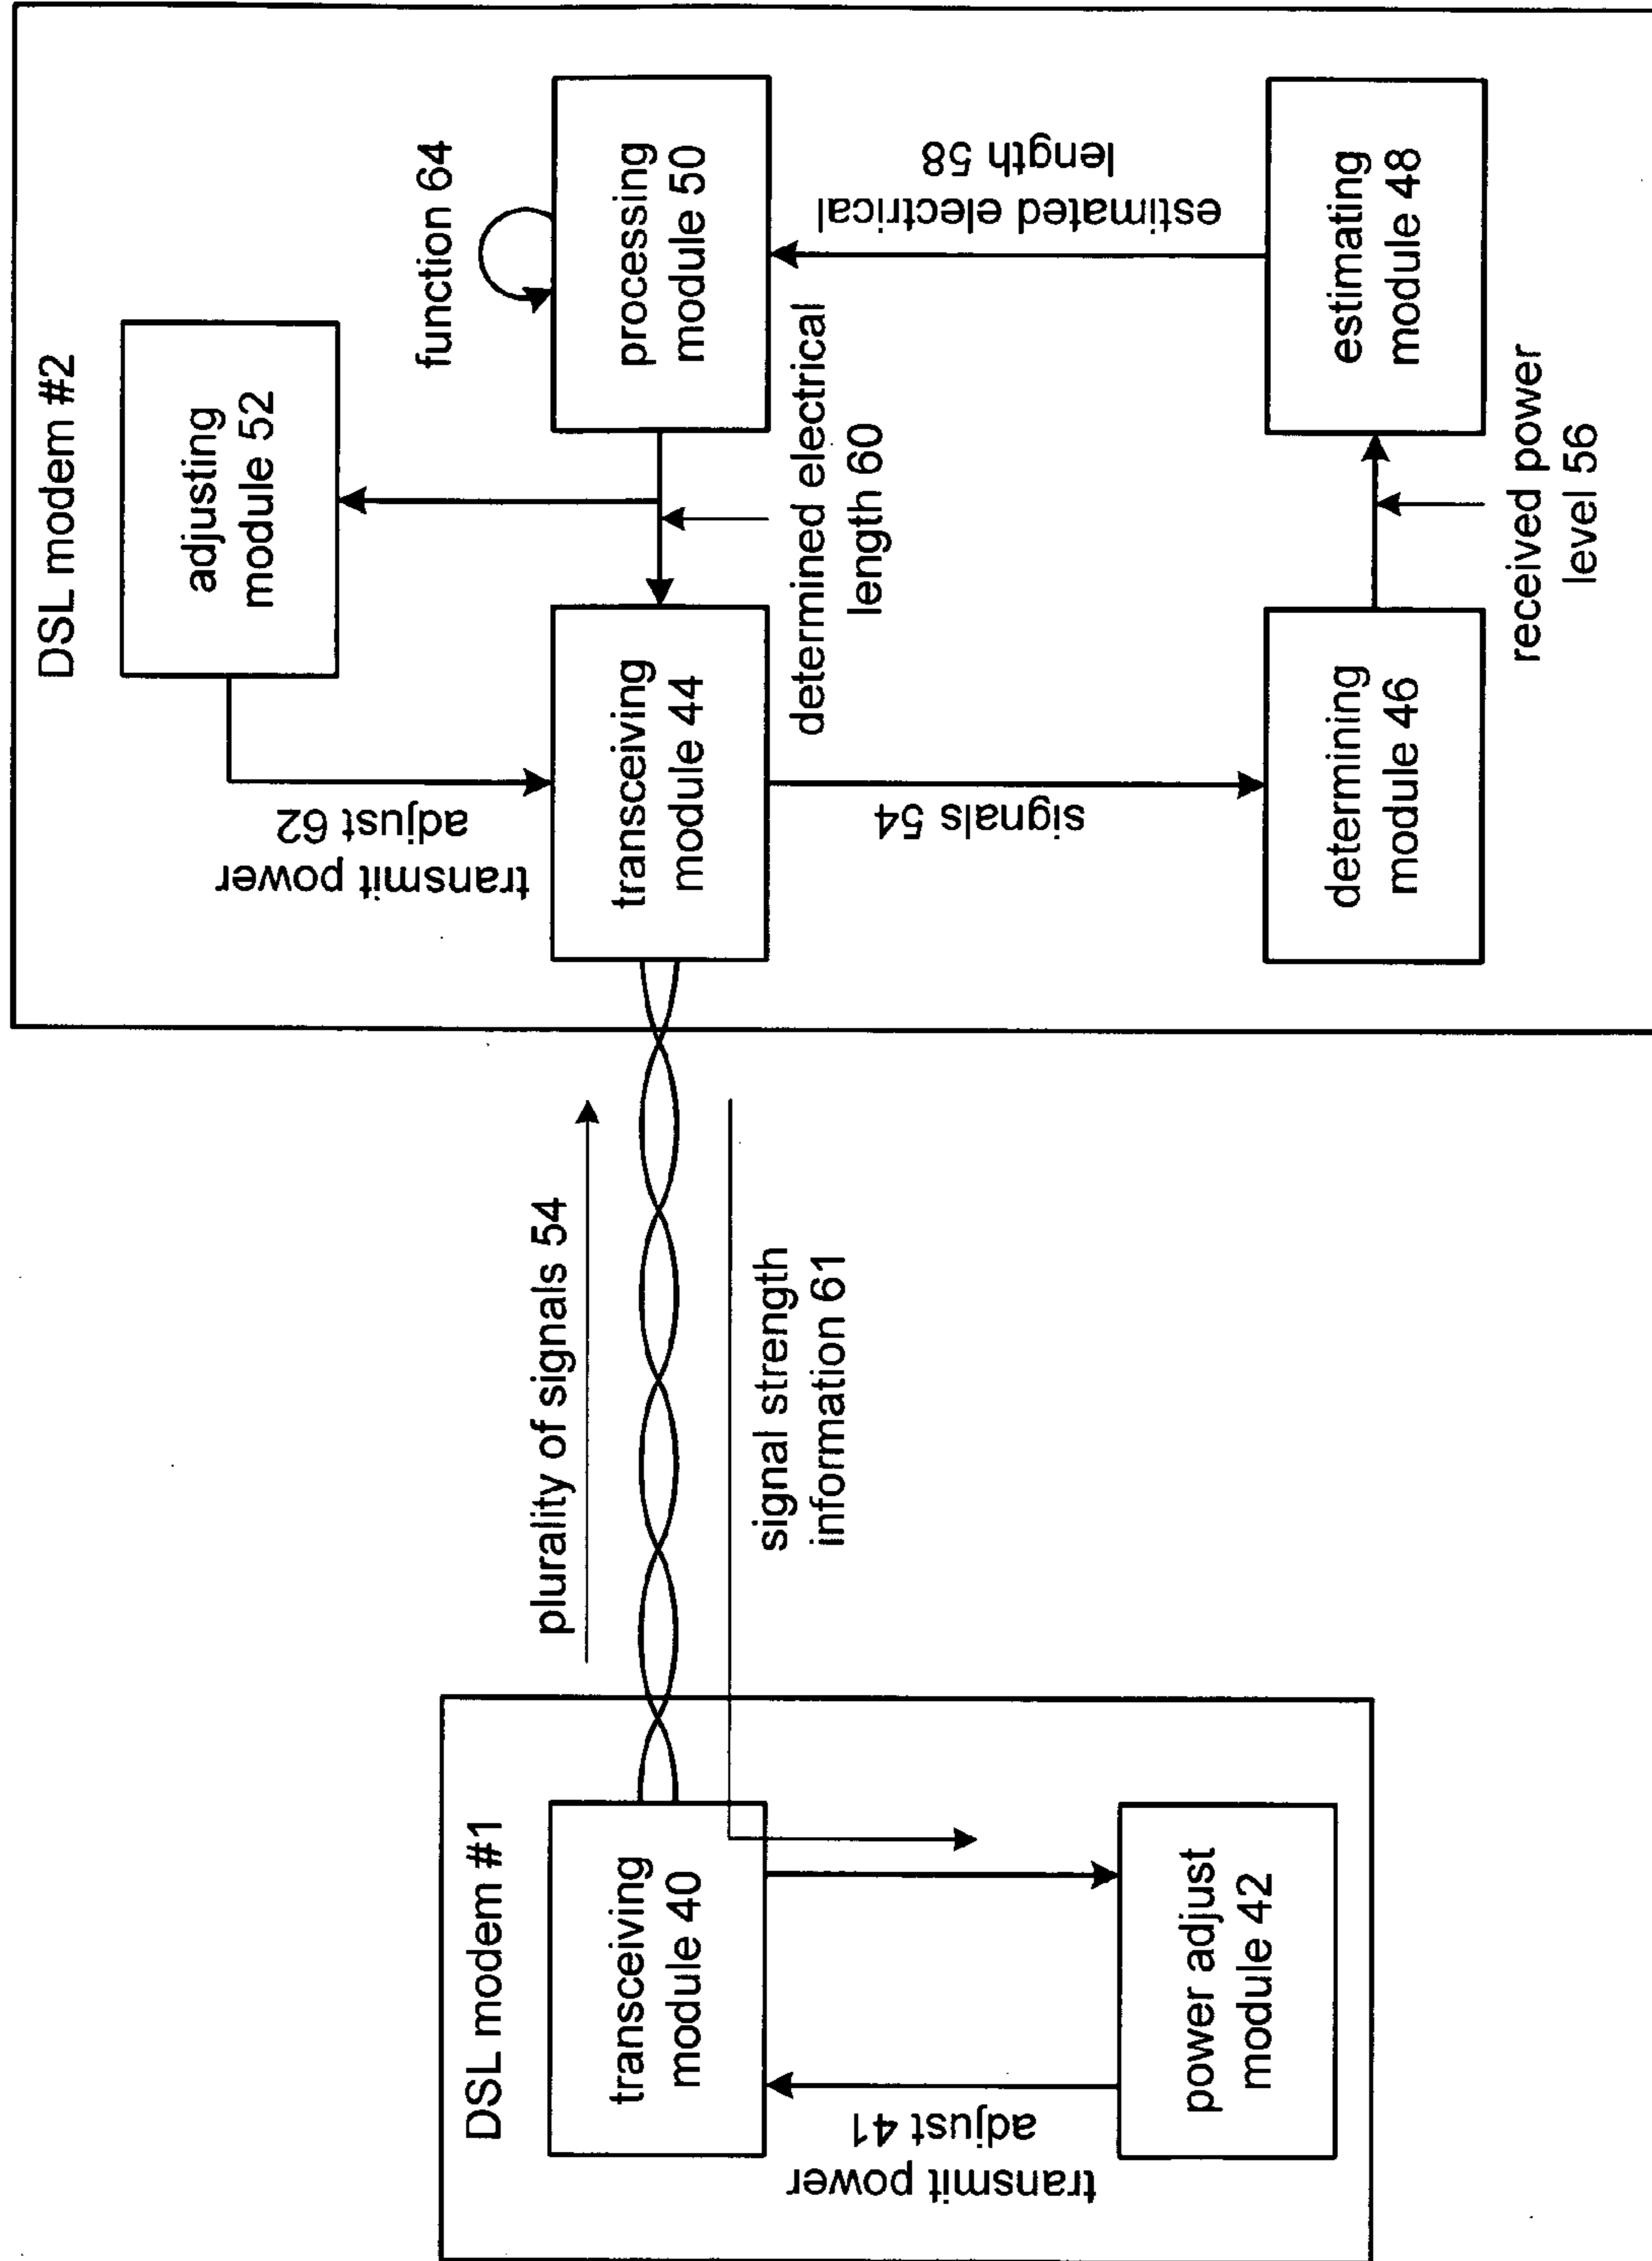 DSL modem #1
transceiving
module 40
transmit power
adjust 41
power adjust
module 42
plurality of signals 54
signal strength
information 61
DSL modem #2
adjusting
module 52
transmit power
adjust 62
function 64
transceiving
module 44
processing
module 50
determined electrical
length 60
signals 54
estimated electrical
length 58
determining
module 46
estimating
module 48
received power
level 56